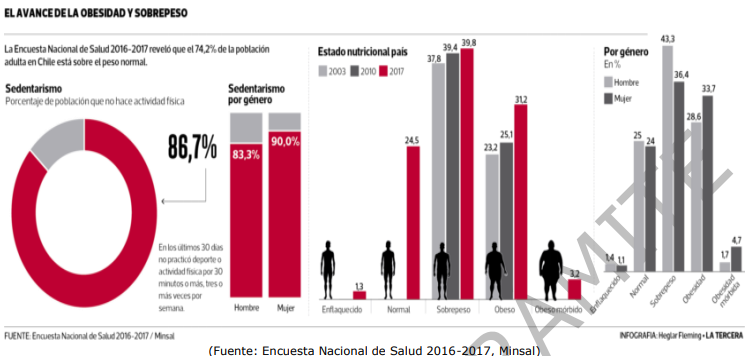 EL AVANCE DE LA OBESIDAD Y SOBREPESO
La Encuesta Nacional de Salud 2016-2017 reveló que el 74,2% de la población
adulta en Chile está sobre el peso normal.
Sedentarismo
Porcentaje de población que no hace actividad física
86,7%
En los últimos 30 días
no practicó deporte o
actividad física por 30
minutos o más, tres o
más veces por
semana.
Sedentarismo
por género
83,3%
90,0%
Hombre
Mujer
Estado nutricional país
2003
2010
2017
1,3
24,5
37,8
39,4
39,8
23,2
25,1
31,2
3,2
Enflaquecido
Normal
Sobrepeso
Obeso
Obeso mórbido
Por género
En %
Hombre
Mujer
1,4
1,1
25
24
43,3
36,4
28,6
33,7
1,7
4,7
Enflaquecido
Normal
Sobrepeso
Obesidad
Obesidad
mórbida
FUENTE: Encuesta Nacional de Salud 2016-2017 / Minsal
INFOGRAFIA: Heglar Fleming • LA TERCERA
(Fuente: Encuesta Nacional de Salud 2016-2017, Minsal)